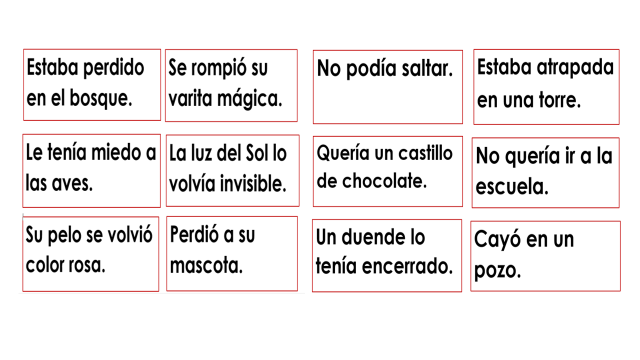 Estaba perdido
en el bosque.
Se rompió su
varita mágica.
No podía saltar.
Estaba atrapada
en una torre.
Le tenía miedo a
las aves.
La luz del Sol lo
volvía invisible.
Quería un castillo
de chocolate.
No quería ir a la
escuela.
Su pelo se volvió
color rosa.
Perdió a su
mascota.
Un duende lo
tenía encerrado.
Cayó en un
pozo.